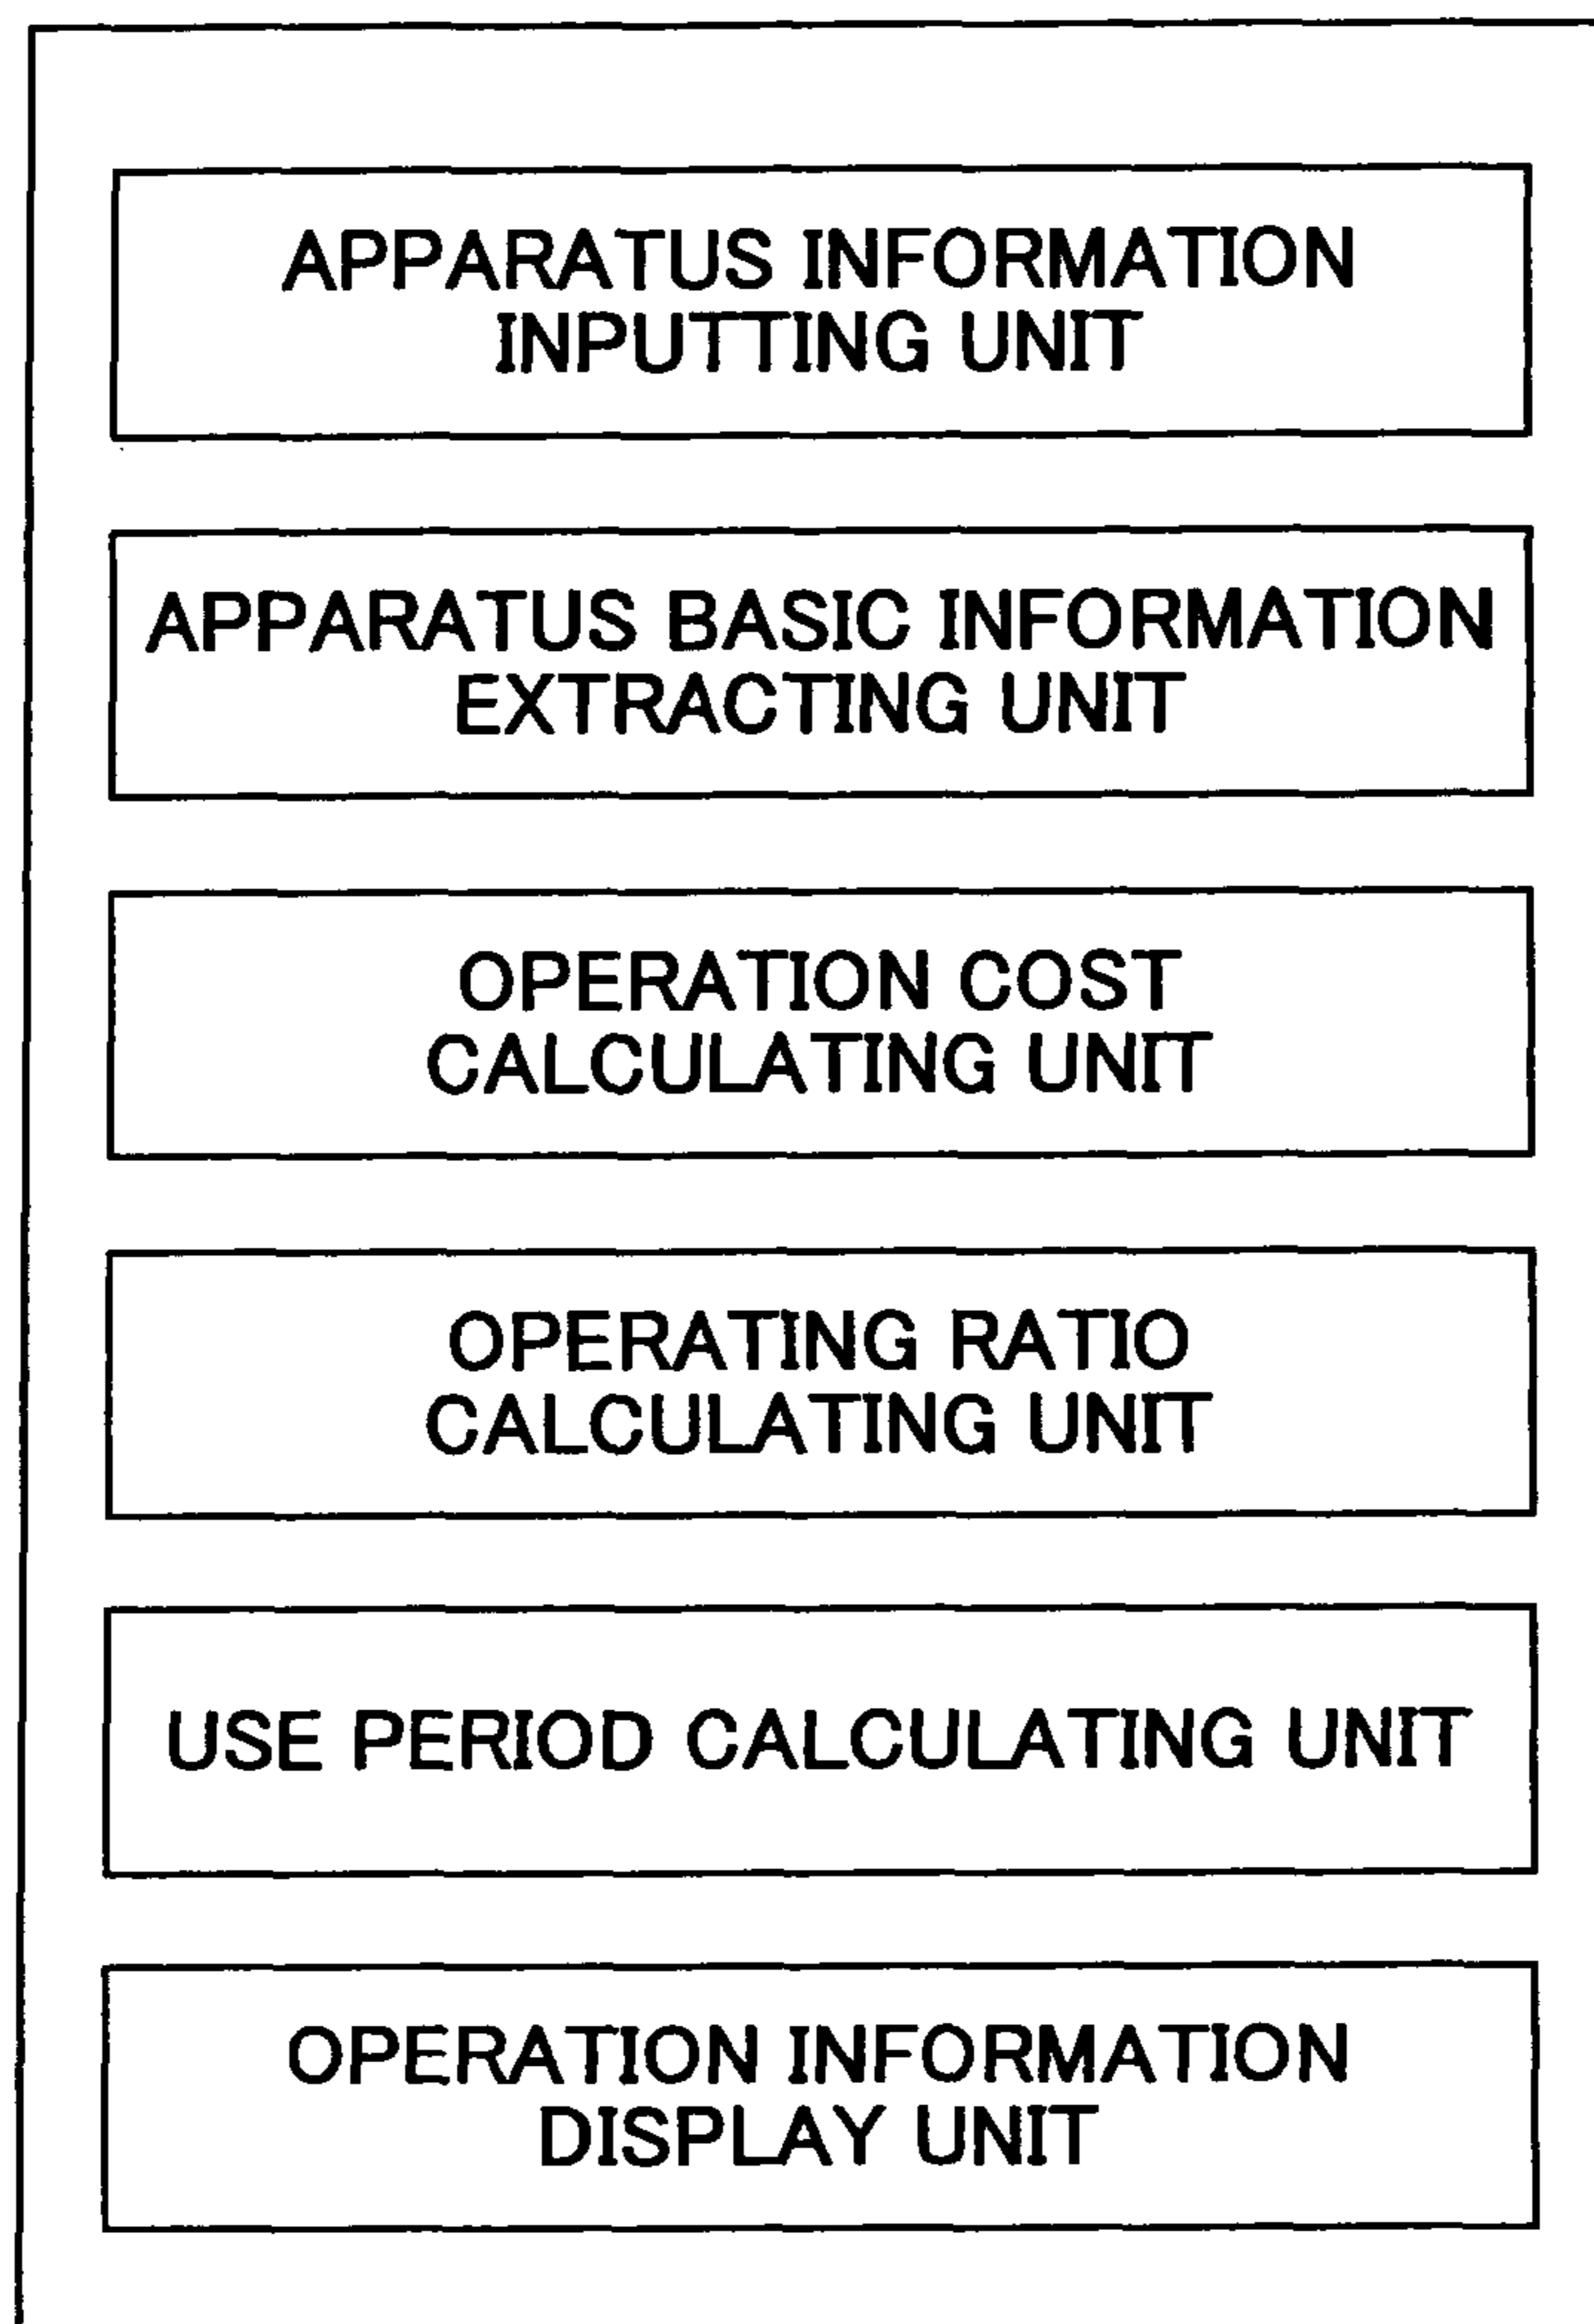 APPARATUS INFORMATION
INPUTTING UNIT
APPARATUS BASIC INFORMATION
EXTRACTING UNIT
OPERATION COST
CALCULATING UNIT
OPERATING RATIO
CALCULATING UNIT
USE PERIOD CALCULATING UNIT
OPERATION INFORMATION
DISPLAY UNIT